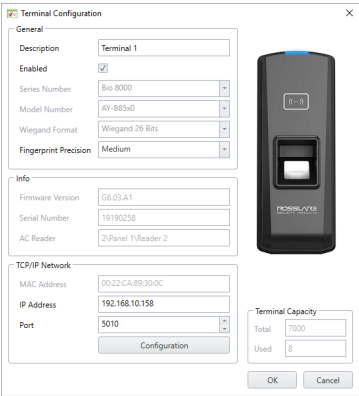 Terminal Configuration
General
Description Terminal 1
Enabled
Series Number Bio 8000
Model Number AY-B85x0
Wiegand Format Wiegand 26 Bits
Fingerprint Precision Medium
Info
Firmware Version G6.03.A1
Serial Number 19190258
AC Reader 2\Panel 1\Reader 2
ROSSLARE
SECURITY PRODUCTS
TCP/IP Network
MAC Address 00:22:CA:89:30:0C
IP Address 192.168.10.158
Port 5010
Configuration
Terminal Capacity
Total 7000
Used 8
OK Cancel